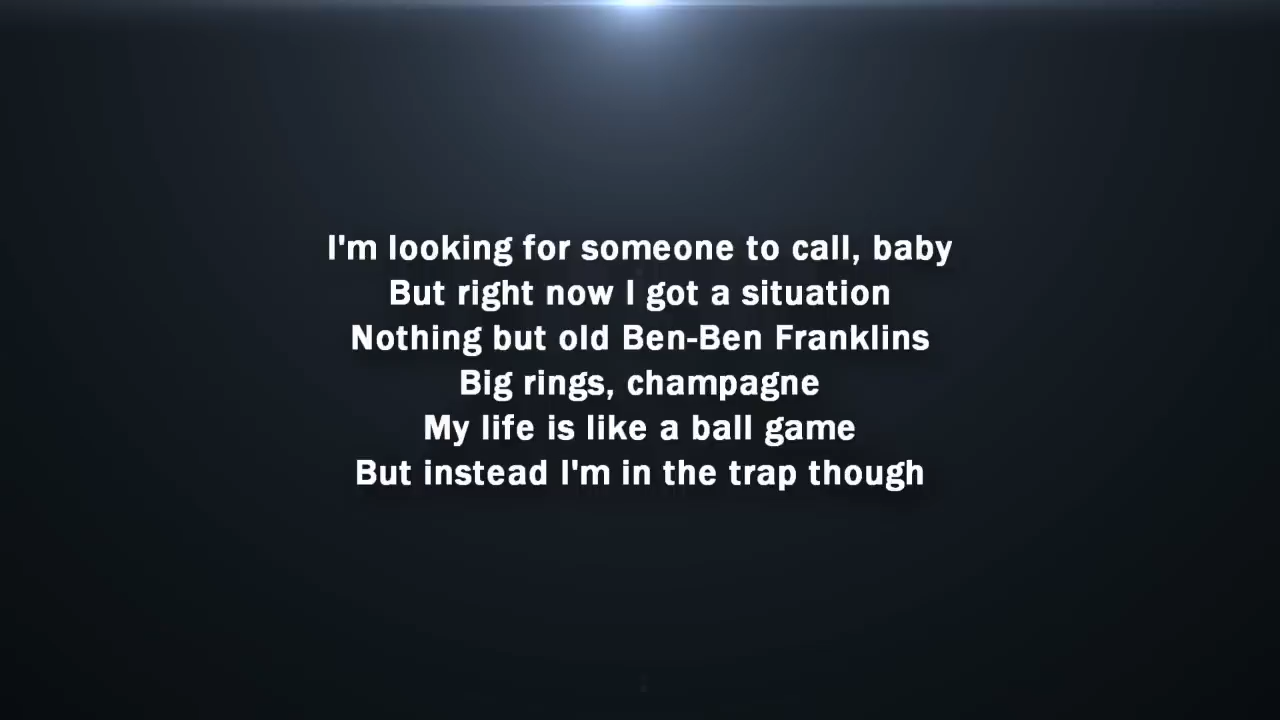 I'm looking for someone to call, baby
But right now I got a situation
Nothing but old Ben-Ben Franklins
Big rings, champagne
My life is like a ball game
But instead I'm in the trap though